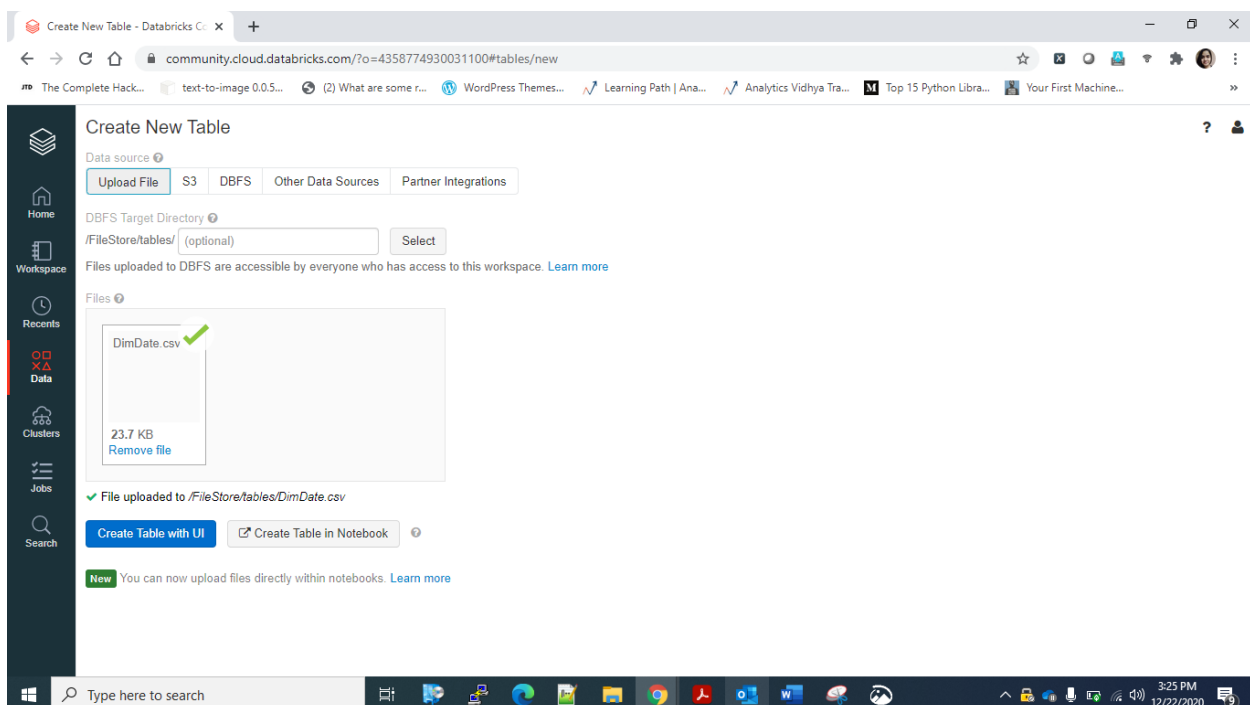 Create New Table - Databricks Co
community.cloud.databricks.com/?o=4358774930031100#tables/new
The Complete Hack... text-to-image 0.0.5... (2) What are some r... WordPress Themes... Learning Path | Ana... Analytics Vidhya Tra... M Top 15 Python Libra... Your First Machine... »
Create New Table
?
Data source ?
Upload File S3 DBFS Other Data Sources Partner Integrations
Home
DBFS Target Directory ?
/FileStore/tables/ (optional) Select
Workspace
Files uploaded to DBFS are accessible by everyone who has access to this workspace. Learn more
Files ?
Recents
DimDate.csv
Data
Clusters
23.7 KB
Remove file
Jobs
File uploaded to /FileStore/tables/DimDate.csv
Create Table with UI Create Table in Notebook ?
Search
New You can now upload files directly within notebooks. Learn more
Type here to search
3:25 PM
12/22/2020